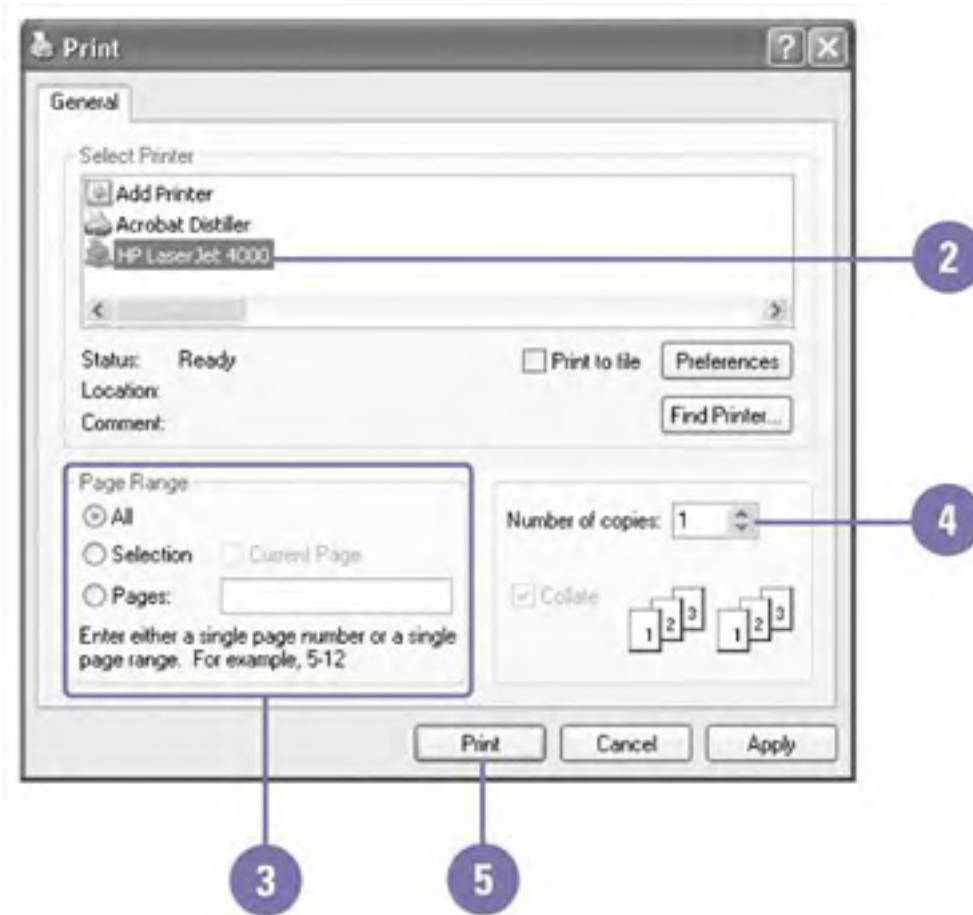 Print
General
Select Printer
Add Printer
Acrobat Distiller
HP LaserJet 4000
2
Status: Ready
Print to file
Preferences
Location:
Comment:
Find Printer...
Page Range
All
Number of copies: 1
4
Selection
Current Page
Pages:
Collate
1 2 3 1 2 3
Enter either a single page number or a single
page range. For example, 5-12
Print
Cancel
Apply
3
5